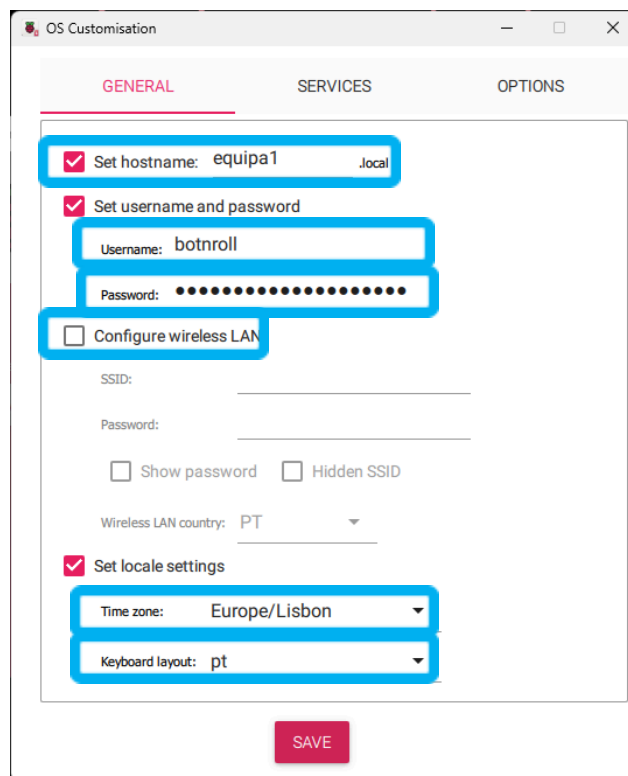 OS Customisation
GENERAL SERVICES OPTIONS
Set hostname: equipa1 .local
Set username and password
Username: botnroll
Password: ••••••••••••••••••••
Configure wireless LAN
SSID:
Password:
Show password Hidden SSID
Wireless LAN country: PT
Set locale settings
Time zone: Europe/Lisbon
Keyboard layout: pt
SAVE